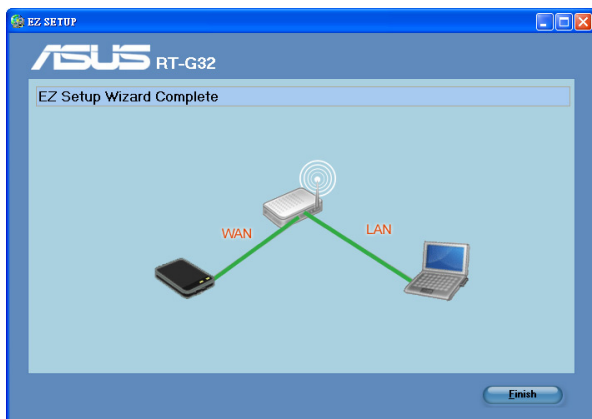 EZ SETUP
ASUS RT-G32
EZ Setup Wizard Complete
WAN
LAN
Finish